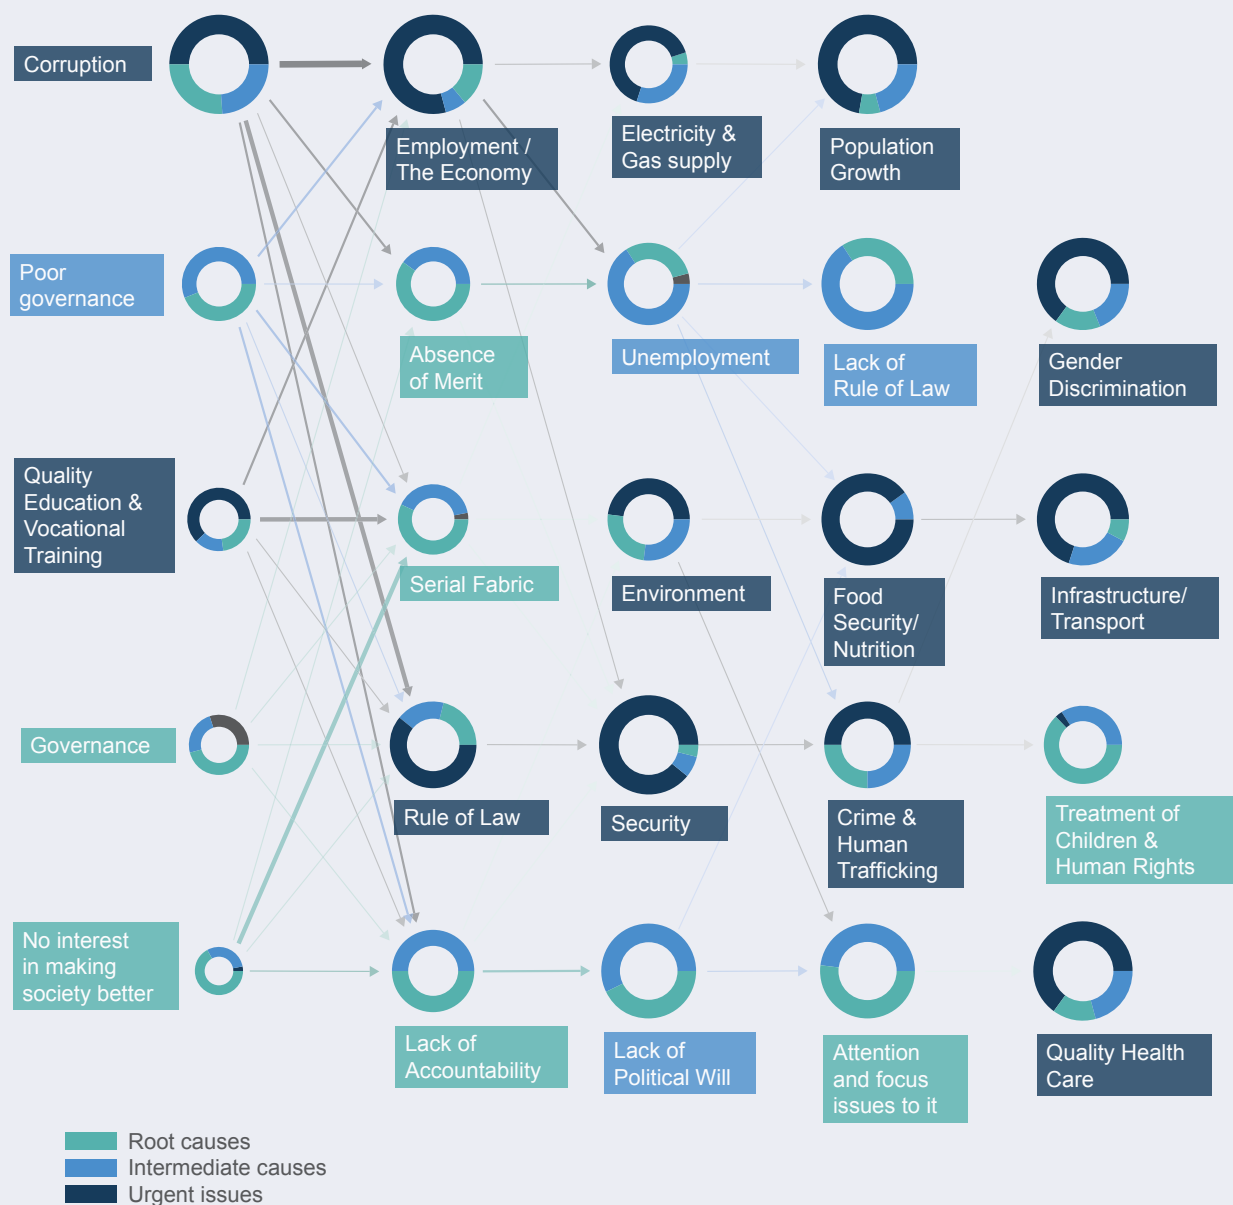 Corruption
Employment /
The Economy
Electricity &
Gas supply
Population
Growth
Poor
governance
Absence
of Merit
Unemployment
Lack of
Rule of Law
Gender
Discrimination
Quality
Education &
Vocational
Training
Serial Fabric
Environment
Food
Security/
Nutrition
Infrastructure/
Transport
Governance
Rule of Law
Security
Crime &
Human
Trafficking
Treatment of
Children &
Human Rights
No interest
in making
society better
Lack of
Accountability
Lack of
Political Will
Attention
and focus
issues to it
Quality Health
Care
Root causes
Intermediate causes
Urgent issues